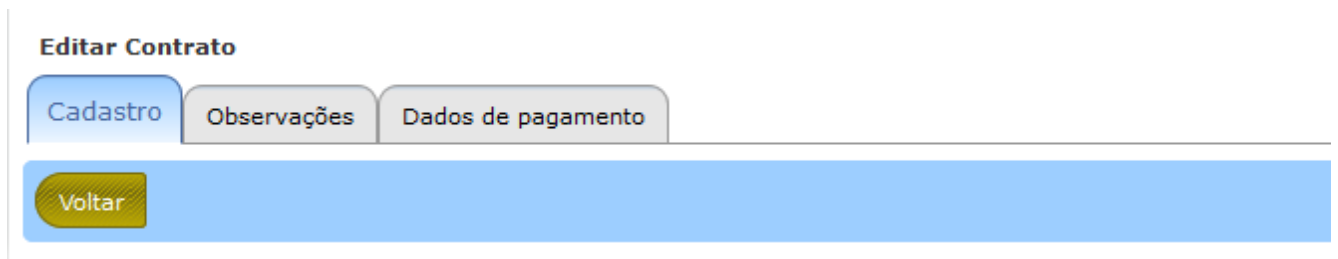 Editar Contrato
Cadastro Observações Dados de pagamento
Voltar